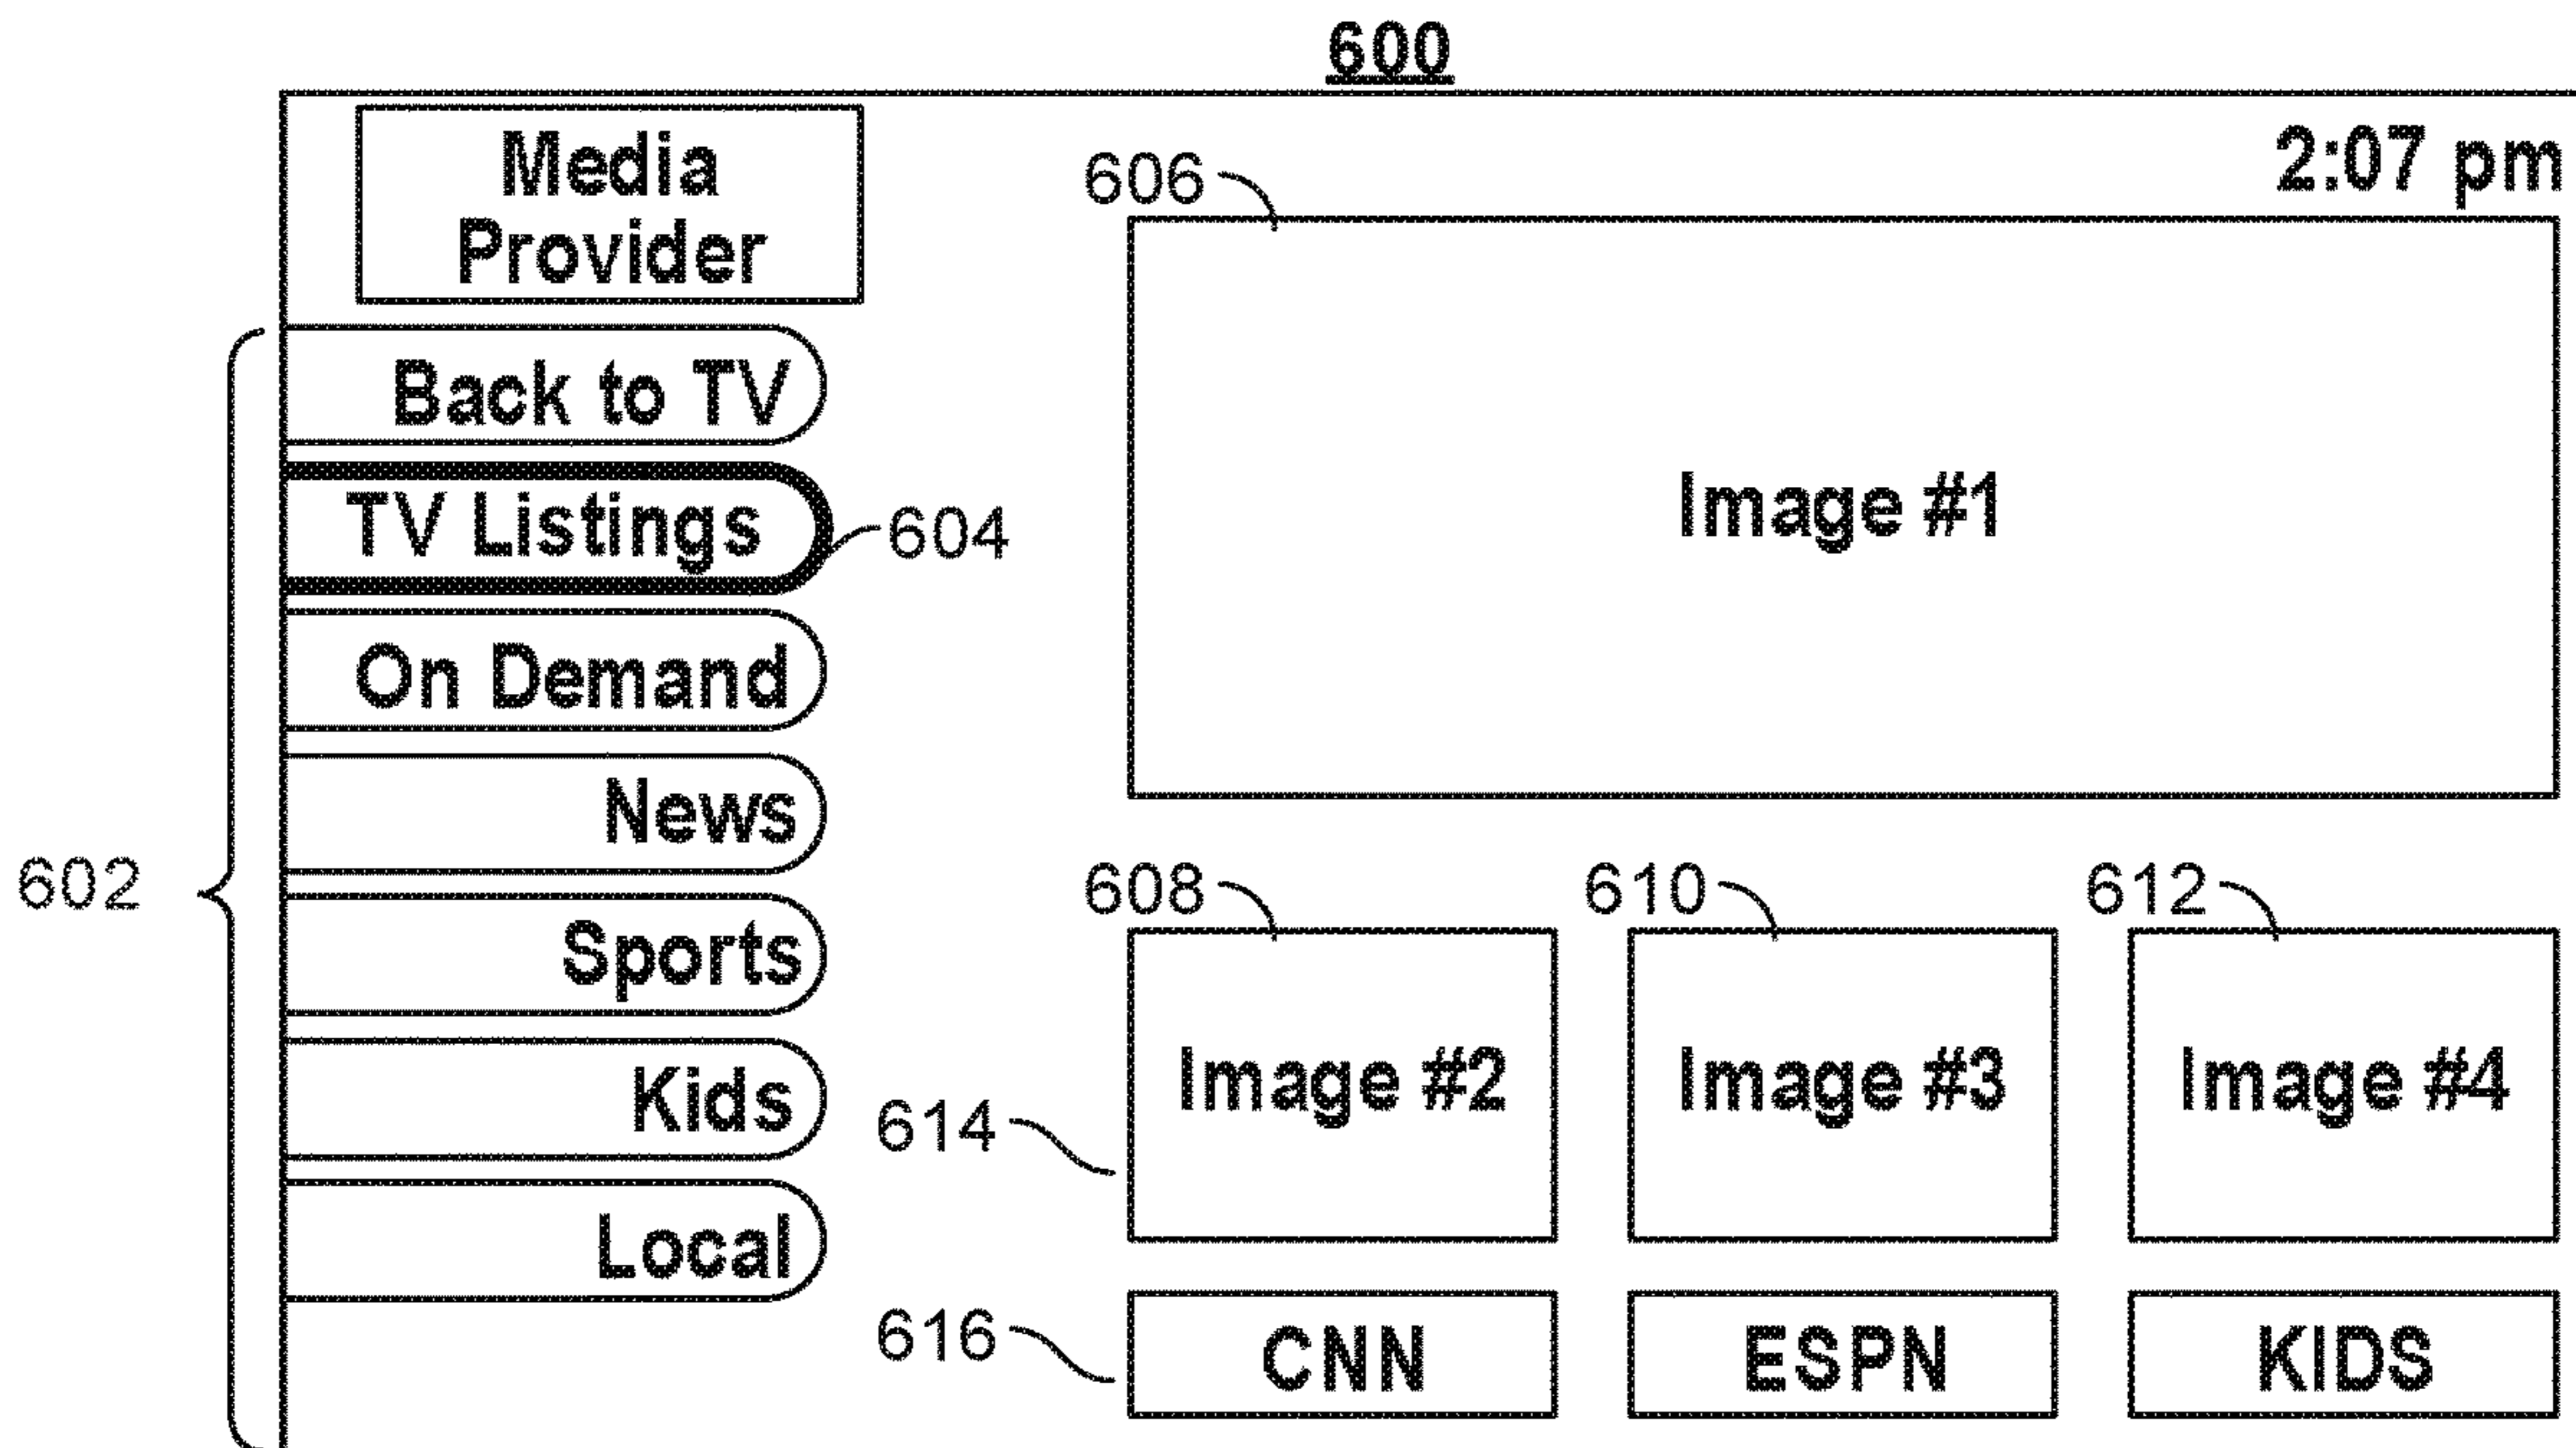 600
Media
Provider
2:07 pm
606
Back to TV
Image #1
TV Listings
604
On Demand
News
602
608
610
612
Sports
Image #2
Image #3
Image #4
Kids
614
Local
616
CNN
ESPN
KIDS